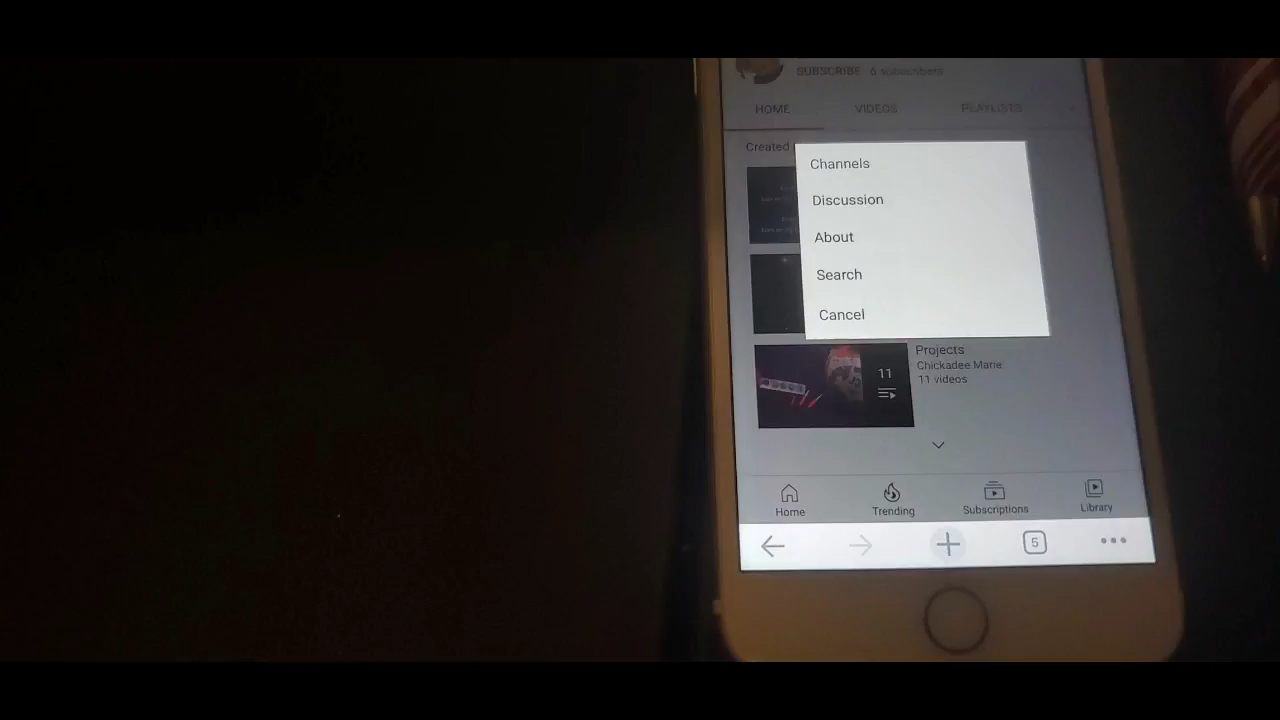 SUBSCRIBE 6 subscribers
HOME VIDEOS PLAYLISTS
Created
Channels
Discussion
About
Search
Cancel
Projects
Chickadee Marie
11 videos
11
Home Trending Subscriptions Library
5